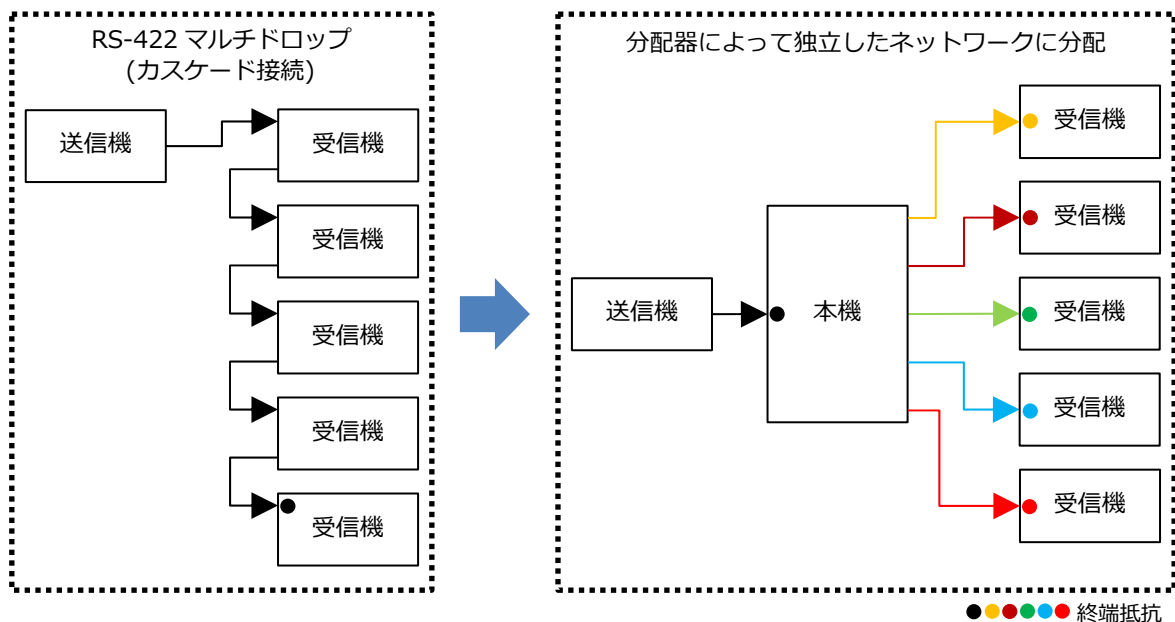 RS-422 マルチドロップ
(カスケード接続)
送信機
受信機
受信機
受信機
受信機
受信機
分配器によって独立したネットワークに分配
送信機
本機
受信機
受信機
受信機
受信機
受信機
終端抵抗